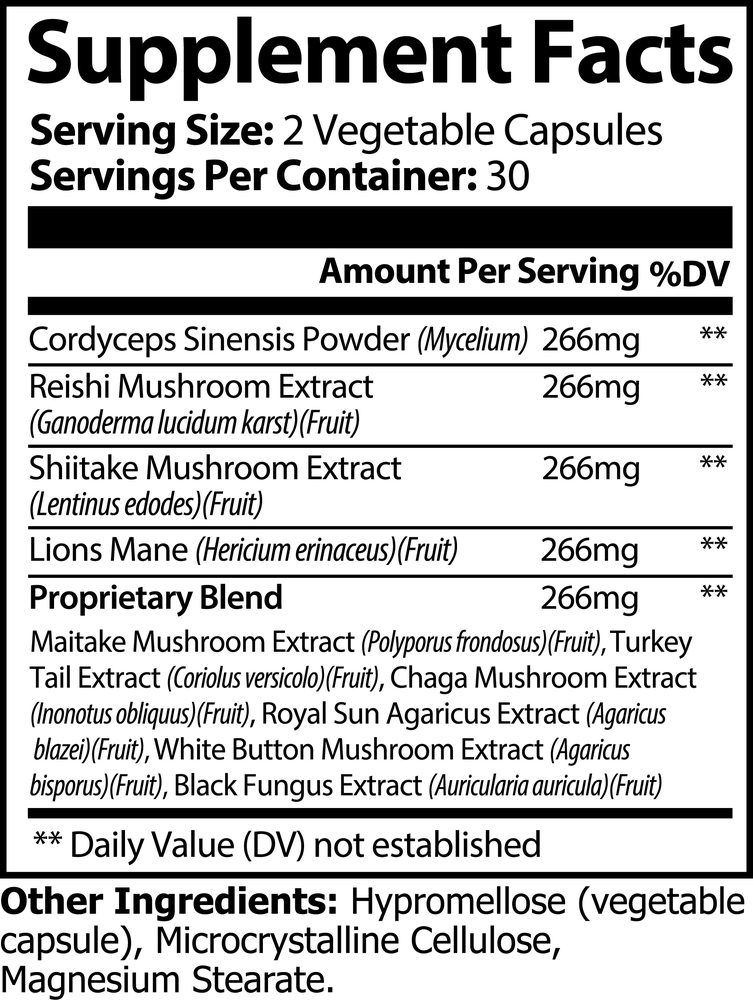 Supplement Facts
Serving Size: 2 Vegetable Capsules
Servings Per Container: 30
Amount Per Serving %DV
Cordyceps Sinensis Powder (Mycelium) 266mg **
Reishi Mushroom Extract 266mg **
(Ganoderma lucidum karst)(Fruit)
Shiitake Mushroom Extract 266mg **
(Lentinus edodes)(Fruit)
Lions Mane (Hericium erinaceus)(Fruit) 266mg **
Proprietary Blend 266mg **
Maitake Mushroom Extract (Polyporus frondosus)(Fruit), Turkey
Tail Extract (Coriolus versicolo)(Fruit), Chaga Mushroom Extract
(Inonotus obliquus)(Fruit), Royal Sun Agaricus Extract (Agaricus
blazei)(Fruit), White Button Mushroom Extract (Agaricus
bisporus)(Fruit), Black Fungus Extract (Auricularia auricula)(Fruit)
** Daily Value (DV) not established
Other Ingredients: Hypromellose (vegetable
capsule), Microcrystalline Cellulose,
Magnesium Stearate.